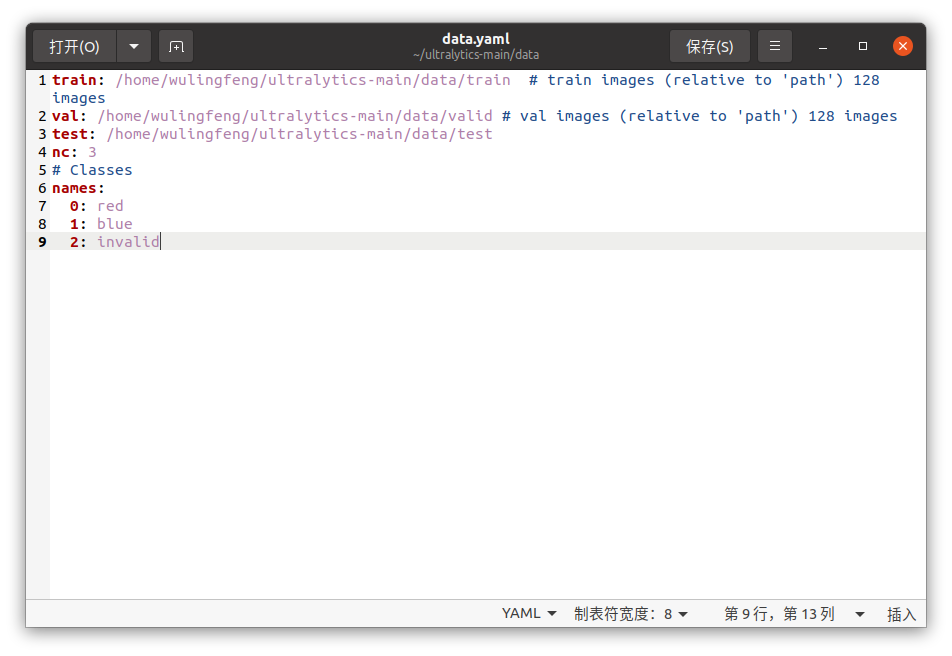 打开(O)
data.yaml
~/ultralytics-main/data
保存(S)
1 train: /home/wulingfeng/ultralytics-main/data/train  # train images (relative to 'path') 128
images
2 val: /home/wulingfeng/ultralytics-main/data/valid # val images (relative to 'path') 128 images
3 test: /home/wulingfeng/ultralytics-main/data/test
4 nc: 3
5 # Classes
6 names:
7   0: red
8   1: blue
9   2: invalid
YAML 制表符宽度：8 第 9 行，第 13 列 插入